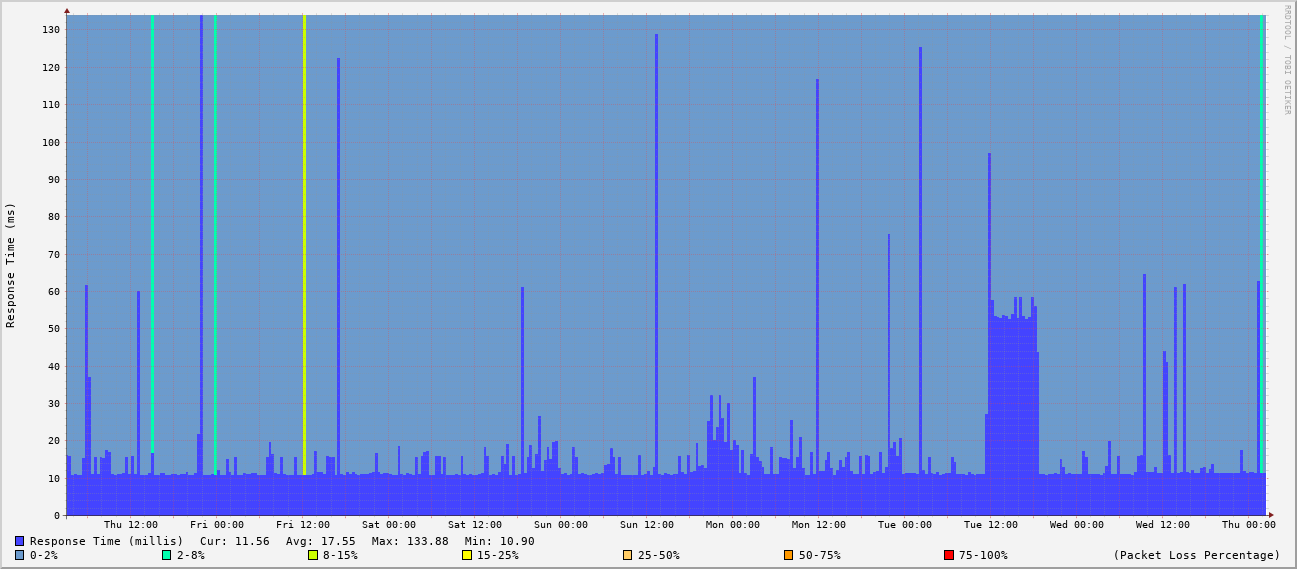 RRDTOOL / TOBI OETIKER
Response Time (ms)
130
120
110
100
90
80
70
60
50
40
30
20
10
0
Thu 12:00 Fri 00:00 Fri 12:00 Sat 00:00 Sat 12:00 Sun 00:00 Sun 12:00 Mon 00:00 Mon 12:00 Tue 00:00 Tue 12:00 Wed 00:00 Wed 12:00 Thu 00:00
Response Time (millis) Cur: 11.56 Avg: 17.55 Max: 133.88 Min: 10.90
0-2% 2-8% 8-15% 15-25% 25-50% 50-75% 75-100% (Packet Loss Percentage)